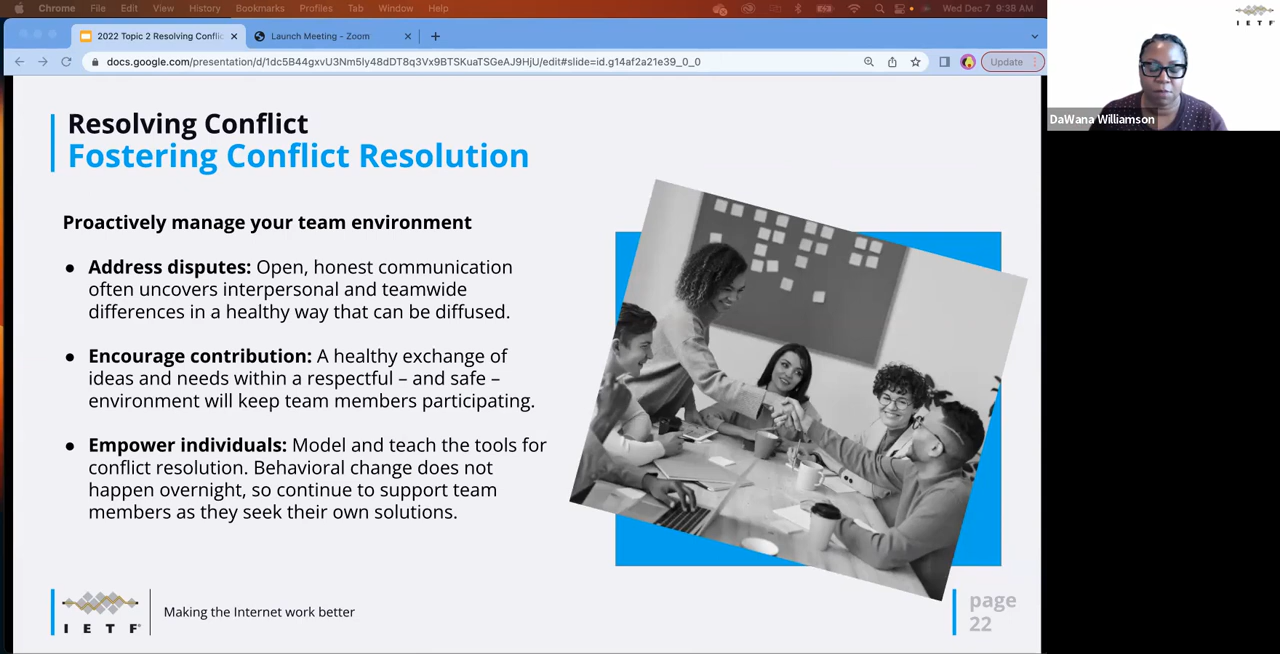 Chrome File Edit View History Bookmarks Profiles Tab Window Help Wed Dec 7 9:38 AM
2022 Topic 2 Resolving Conflic
Launch Meeting - Zoom
docs.google.com/presentation/d/1dc5B44gxvU3Nm5Iy48dDT8q3Vx9BTSKuaTSGeAJ9HjU/edit#slide=id.g14af2a21e39_0_0
Update
I E T F
DaWana Williamson
Resolving Conflict
Fostering Conflict Resolution
Proactively manage your team environment
● Address disputes: Open, honest communication
often uncovers interpersonal and teamwide
differences in a healthy way that can be diffused.
● Encourage contribution: A healthy exchange of
ideas and needs within a respectful – and safe –
environment will keep team members participating.
● Empower individuals: Model and teach the tools for
conflict resolution. Behavioral change does not
happen overnight, so continue to support team
members as they seek their own solutions.
I E T F®
Making the Internet work better
page
22